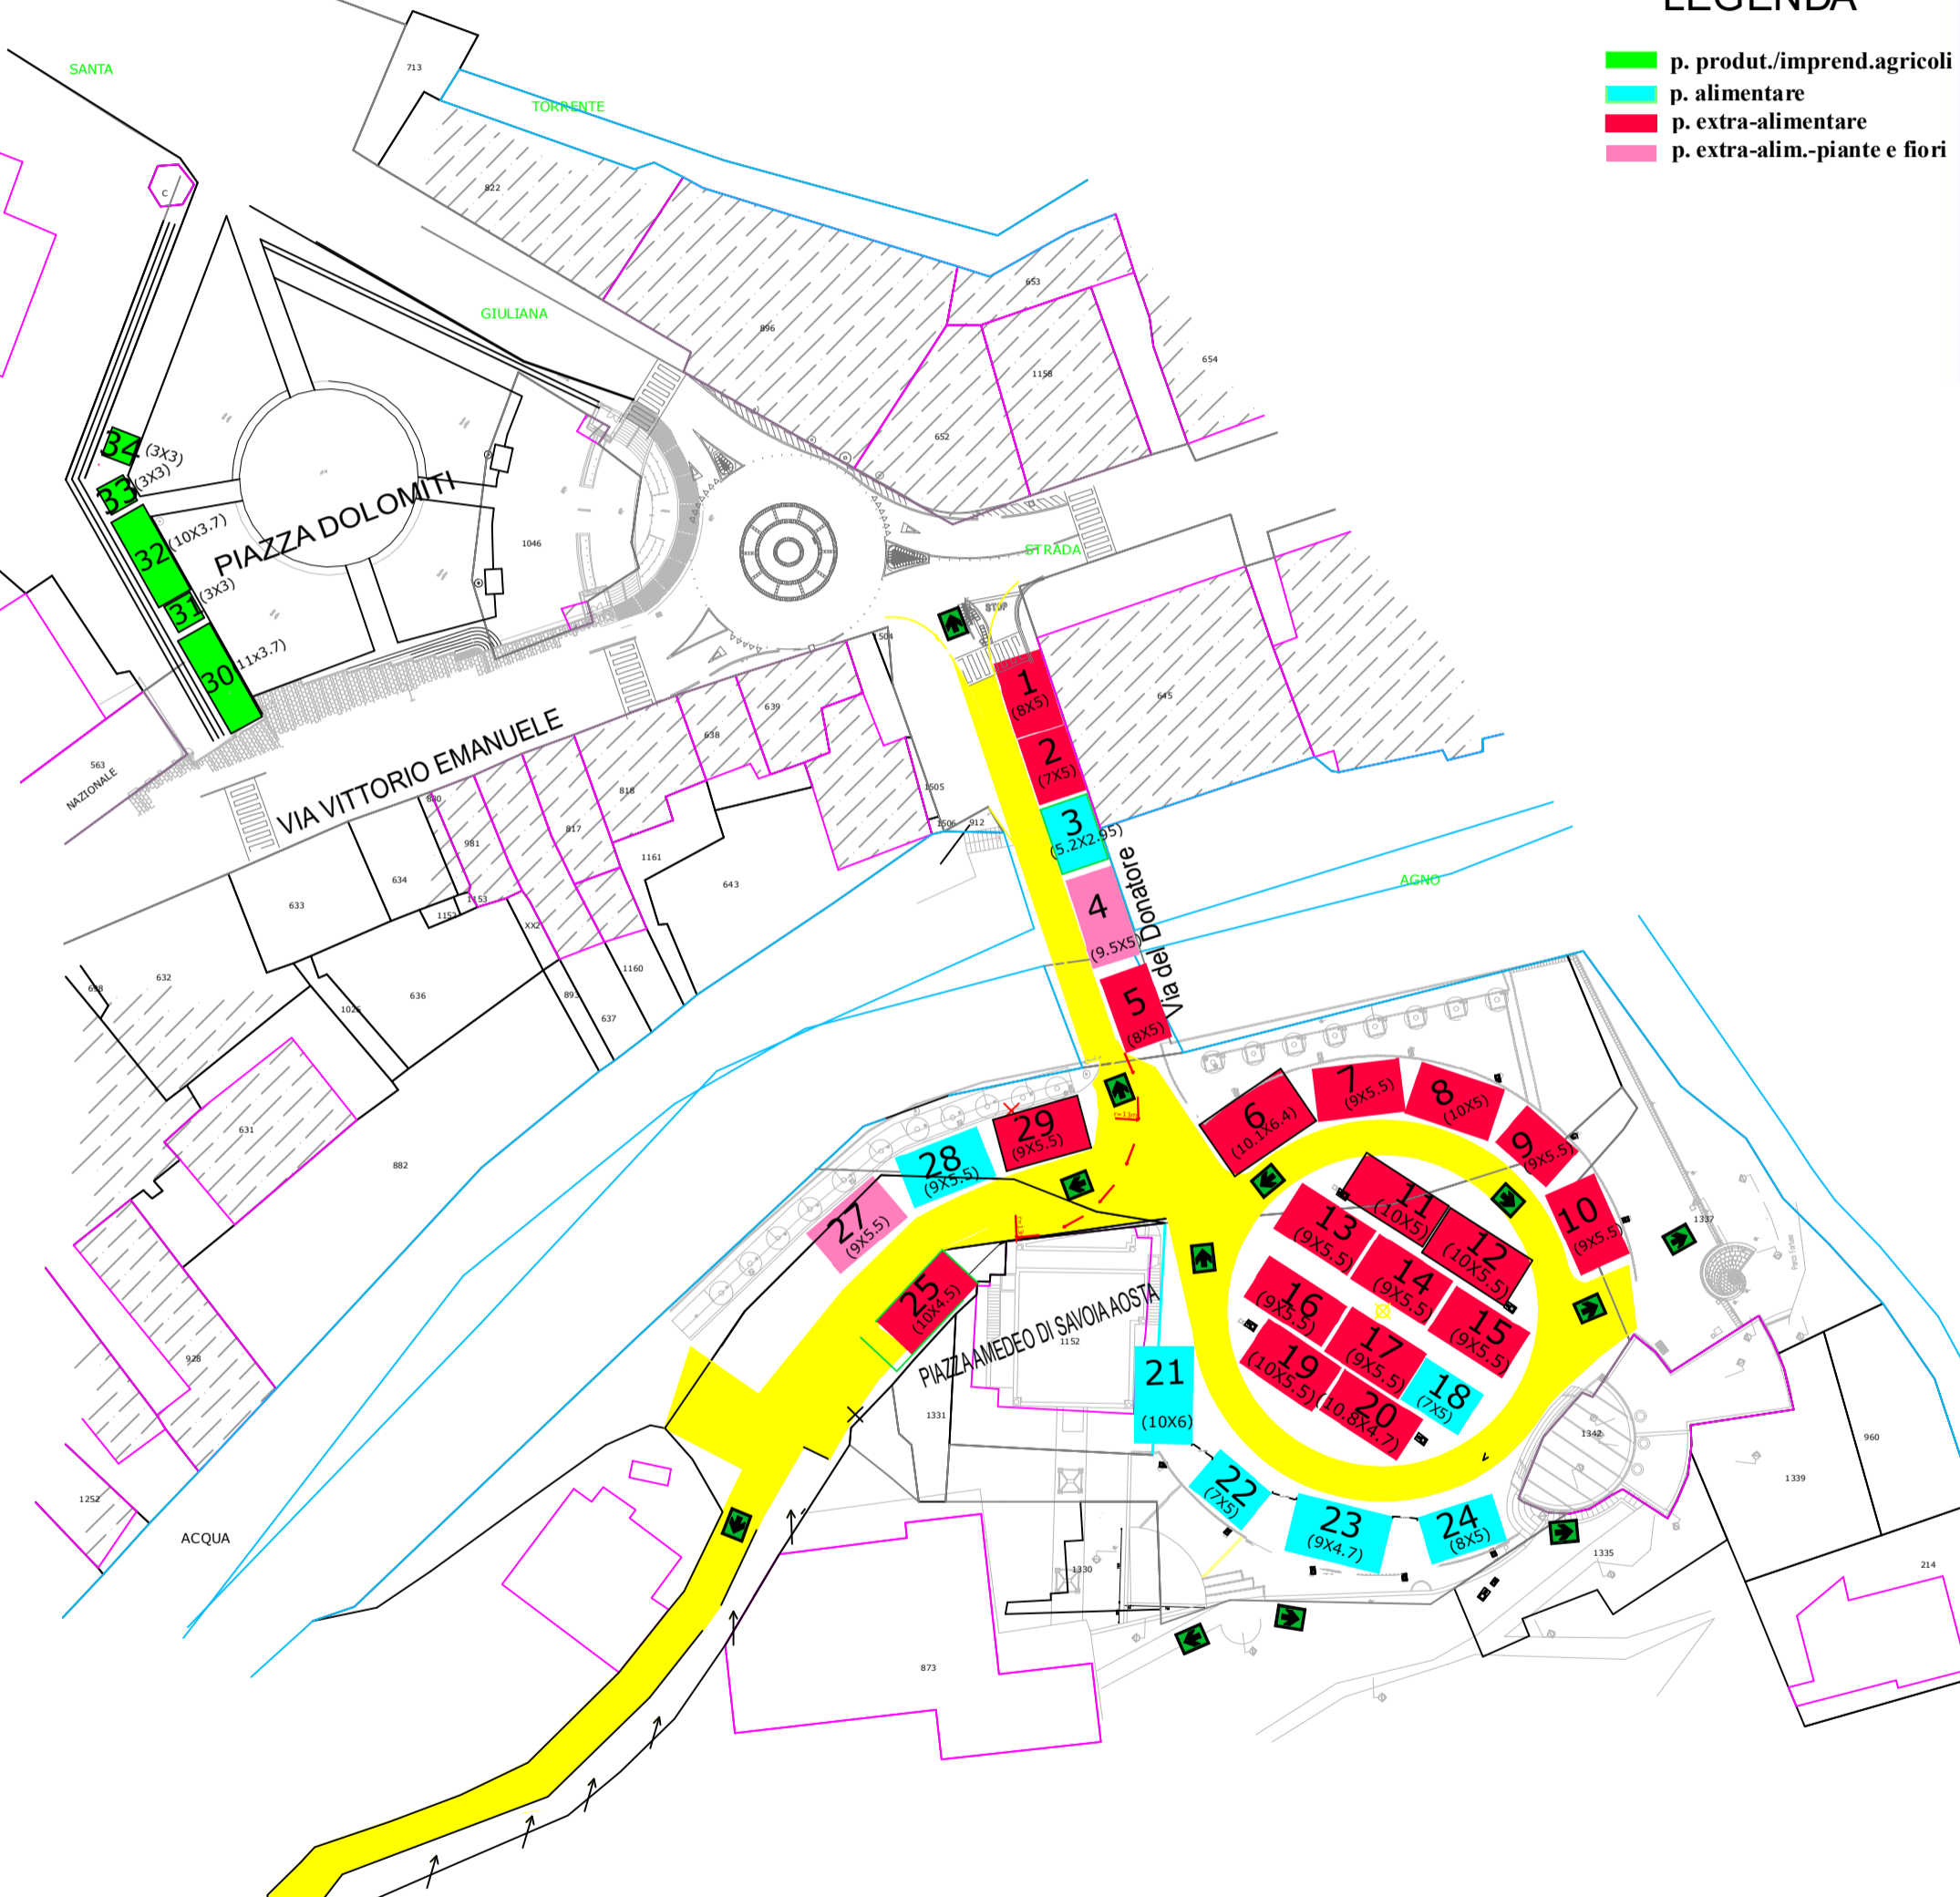 LEGENDA
p. produt./imprend.agricoli
p. alimentare
p. extra-alimentare
p. extra-alim.-piante e fiori
SANTA
713
TORRENTE
C
822
GIULIANA
896
653
654
1158
652
34 (3X3)
33 (3X3)
32 (10X3.7)
31 (3X3)
30 (11x3.7)
PIAZZA DOLOMITI
1046
STRADA
STOP
504
645
639
638
563
NAZIONALE
VIA VITTORIO EMANUELE
880
818
817
981
634
633
1153
1152
XX2
1161
643
1505
1506
912
1160
893
637
636
1026
632
698
631
882
928
1252
ACQUA
1
(8X5)
2
(7X5)
3
(5.2X2.95)
4
(9.5X5)
5
(8X5)
Via del Donatore
AGNO
6
(10.1X6.4)
7
(9X5.5)
8
(10X5)
9
(9X5.5)
10
(9X5.5)
11
(10X5)
12
(10X5.5)
13
(9X5.5)
14
(9X5.5)
15
(9X5.5)
16
(9X5.5)
17
(9X5.5)
18
(7X5)
19
(10X5.5)
20
(10.8X4.7)
21
(10X6)
22
(7X5)
23
(9X4.7)
24
(8X5)
25
(10X4.5)
27
(9X5.5)
28
(9X5.5)
29
(9X5.5)
PIAZZA AMEDEO DI SAVOIA AOSTA
1152
1331
1330
873
1337
1342
1339
960
1335
214